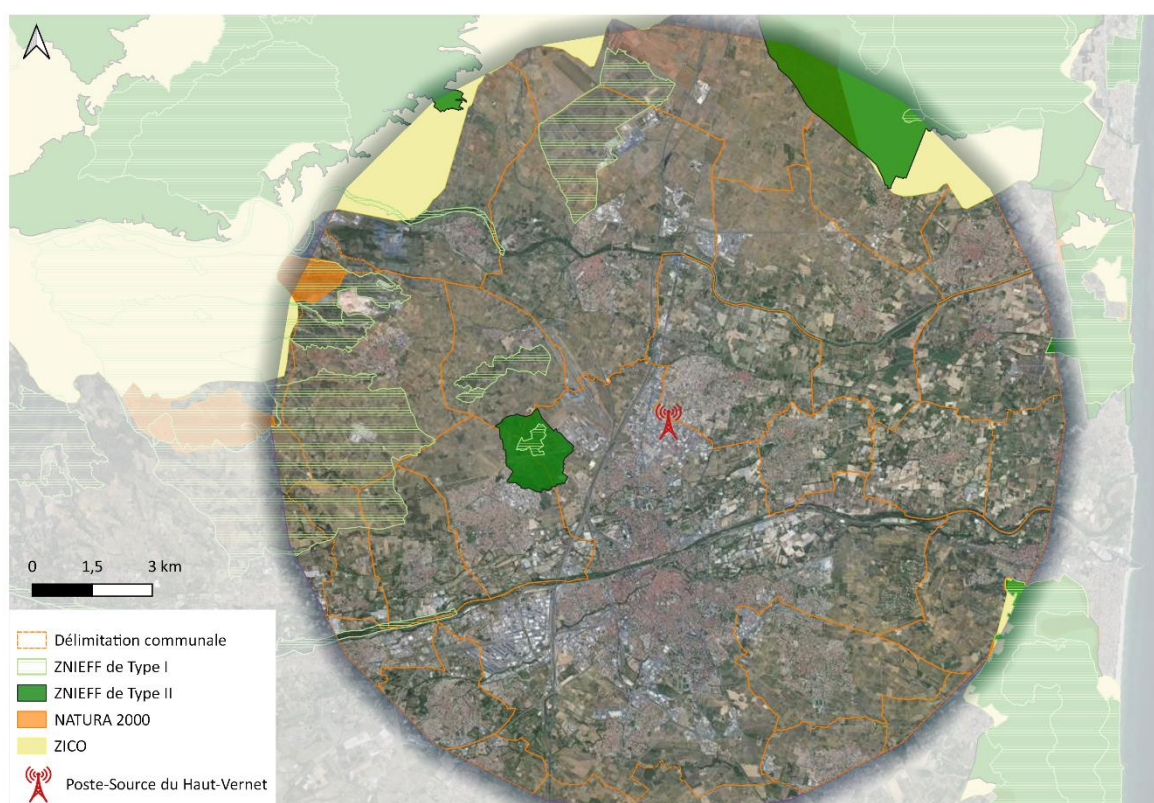 0 1,5 3 km
Délimitation communale
ZNIEFF de Type I
ZNIEFF de Type II
NATURA 2000
ZICO
Poste-Source du Haut-Vernet